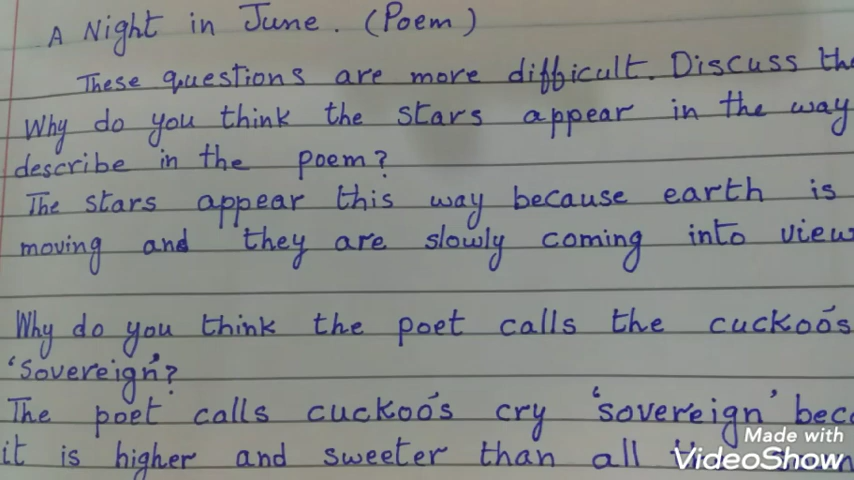 A Night in June. (Poem)
These questions are more difficult. Discuss
Why do you think the stars appear in the way
describe in the poem?
The stars appear this way because earth is
moving and they are slowly coming into view
Why do you think the poet calls the cuckoo's
'Sovereign'?
The poet calls cuckoo's cry 'sovereign'
it is higher and sweeter than all
Made with
VideoShow